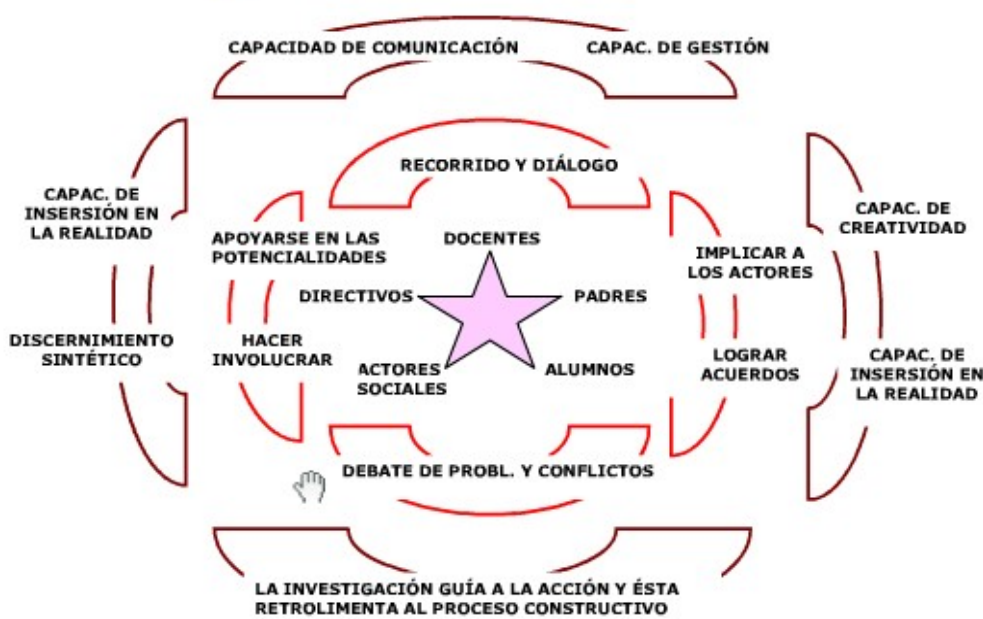 CAPACIDAD DE COMUNICACIÓN
CAPAC. DE GESTIÓN
RECORRIDO Y DIÁLOGO
CAPAC. DE
INSERSIÓN EN
LA REALIDAD
CAPAC. DE
CREATIVIDAD
APOYARSE EN LAS
POTENCIALIDADES
DOCENTES
IMPLICAR A
LOS ACTORES
DIRECTIVOS
PADRES
DISCERNIMIENTO
SINTÉTICO
HACER
INVOLUCRAR
ACTORES
SOCIALES
ALUMNOS
LOGRAR
ACUERDOS
CAPAC. DE
INSERSIÓN EN
LA REALIDAD
DEBATE DE PROBL. Y CONFLICTOS
LA INVESTIGACIÓN GUÍA A LA ACCIÓN Y ÉSTA
RETROLIMENTA AL PROCESO CONSTRUCTIVO